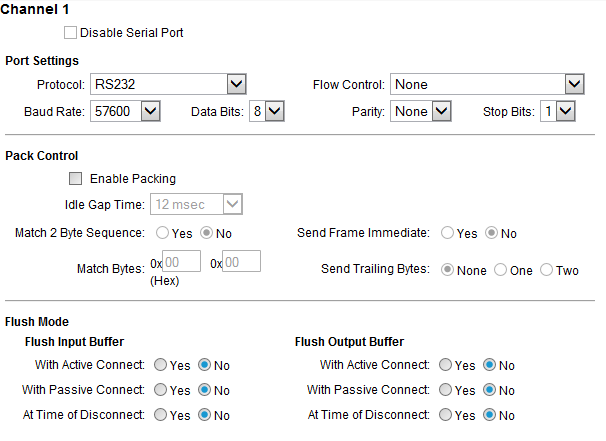 Channel 1
Disable Serial Port
Port Settings
Protocol: RS232 Flow Control: None
Baud Rate: 57600 Data Bits: 8 Parity: None Stop Bits: 1
Pack Control
Enable Packing
Idle Gap Time: 12 msec
Match 2 Byte Sequence: Yes No Send Frame Immediate: Yes No
Match Bytes: 0x00 0x00 Send Trailing Bytes: None One Two
(Hex)
Flush Mode
Flush Input Buffer Flush Output Buffer
With Active Connect: Yes No With Active Connect: Yes No
With Passive Connect: Yes No With Passive Connect: Yes No
At Time of Disconnect: Yes No At Time of Disconnect: Yes No